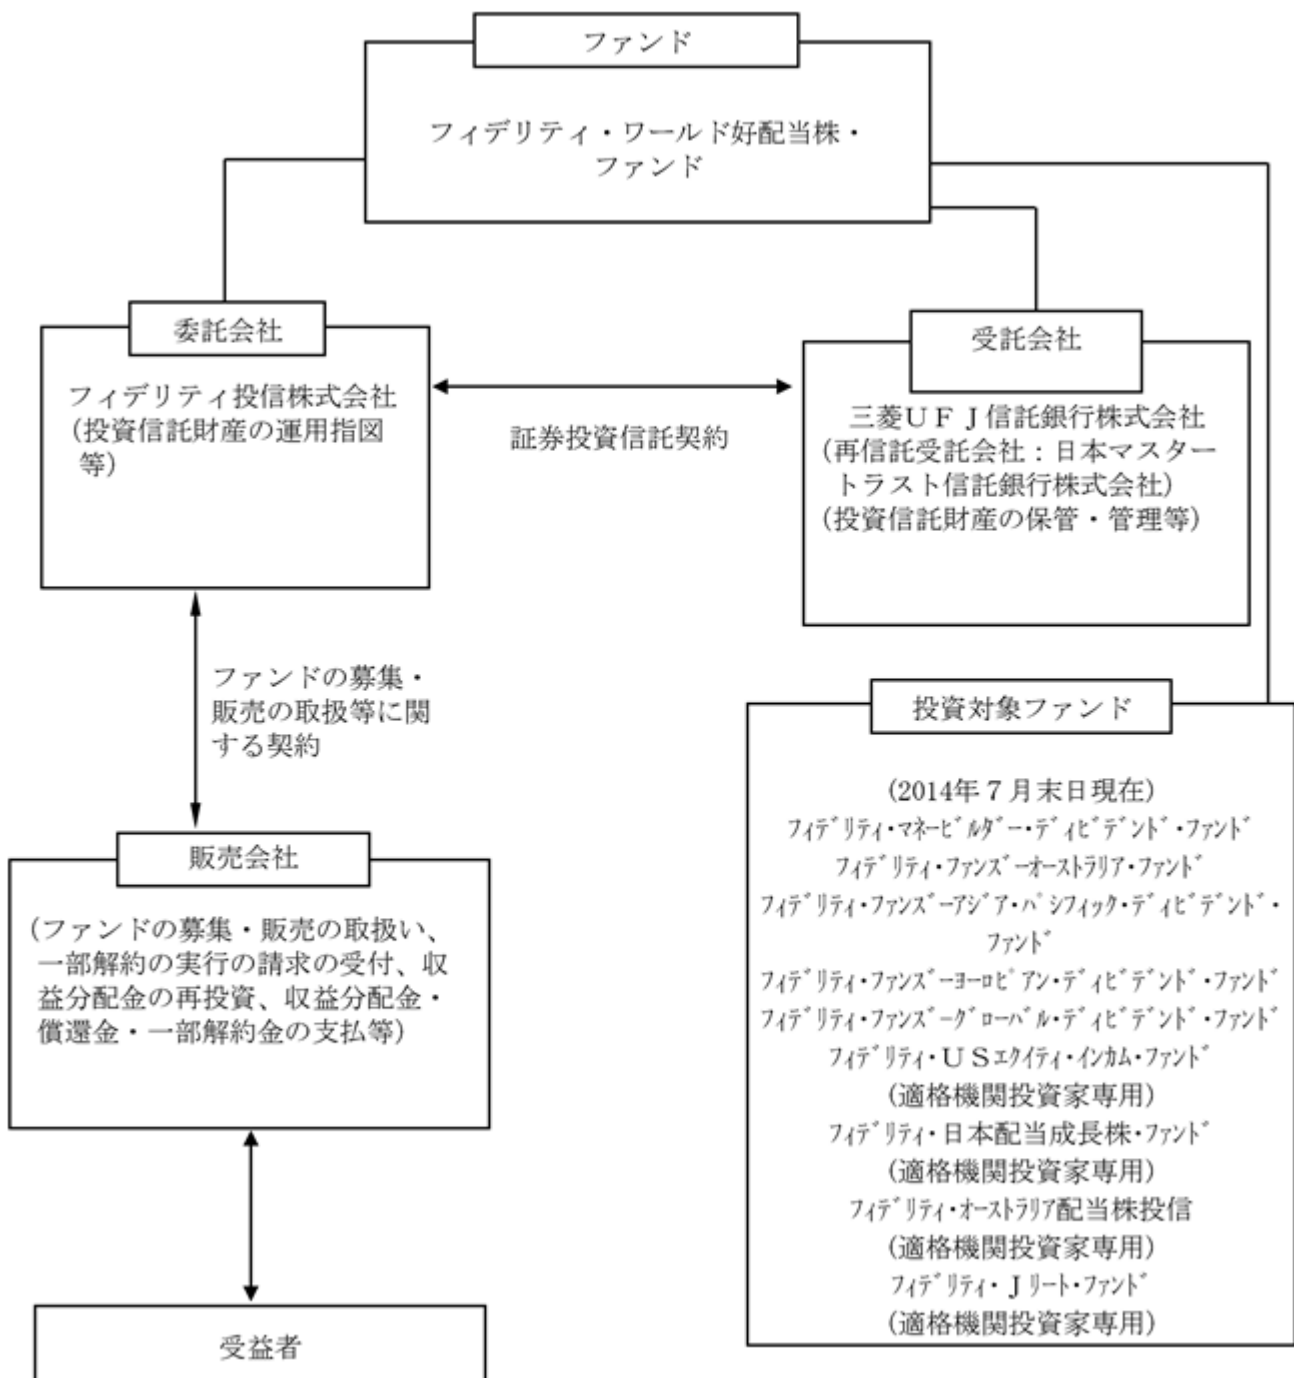 ファンド
フィデリティ・ワールド好配当株・
ファンド
委託会社
フィデリティ投信株式会社
(投資信託財産の運用指図
等)
証券投資信託契約
受託会社
三菱ＵＦＪ信託銀行株式会社
(再信託受託会社：日本マスター
トラスト信託銀行株式会社)
(投資信託財産の保管・管理等)
ファンドの募集・
販売の取扱等に関
する契約
販売会社
(ファンドの募集・販売の取扱い、
一部解約の実行の請求の受付、収
益分配金の再投資、収益分配金・
償還金・一部解約金の支払等)
受益者
投資対象ファンド
(2014年７月末日現在)
ﾌｨﾃﾞﾘﾃｨ・ﾏﾈｰﾋﾞﾙﾀﾞｰ・ﾃﾞｨﾋﾞﾃﾞﾝﾄﾞ・ﾌｧﾝﾄﾞ
ﾌｨﾃﾞﾘﾃｨ・ﾌｧﾝｽﾞｰｵｰｽﾄﾗﾘｱ・ﾌｧﾝﾄﾞ
ﾌｨﾃﾞﾘﾃｨ・ﾌｧﾝｽﾞｰｱｼﾞｱ・ﾊﾟｼﾌｨｯｸ・ﾃﾞｨﾋﾞﾃﾞﾝﾄﾞ・
ﾌｧﾝﾄﾞ
ﾌｨﾃﾞﾘﾃｨ・ﾌｧﾝｽﾞｰﾖｰﾛﾋﾟｱﾝ・ﾃﾞｨﾋﾞﾃﾞﾝﾄﾞ・ﾌｧﾝﾄﾞ
ﾌｨﾃﾞﾘﾃｨ・ﾌｧﾝｽﾞｰｸﾞﾛｰﾊﾞﾙ・ﾃﾞｨﾋﾞﾃﾞﾝﾄﾞ・ﾌｧﾝﾄﾞ
ﾌｨﾃﾞﾘﾃｨ・ＵＳｴｸｲﾃｨ・ｲﾝｶﾑ・ﾌｧﾝﾄﾞ
(適格機関投資家専用)
ﾌｨﾃﾞﾘﾃｨ・日本配当成長株・ﾌｧﾝﾄﾞ
(適格機関投資家専用)
ﾌｨﾃﾞﾘﾃｨ・ｵｰｽﾄﾗﾘｱ配当株投信
(適格機関投資家専用)
ﾌｨﾃﾞﾘﾃｨ・Ｊﾘｰﾄ・ﾌｧﾝﾄﾞ
(適格機関投資家専用)